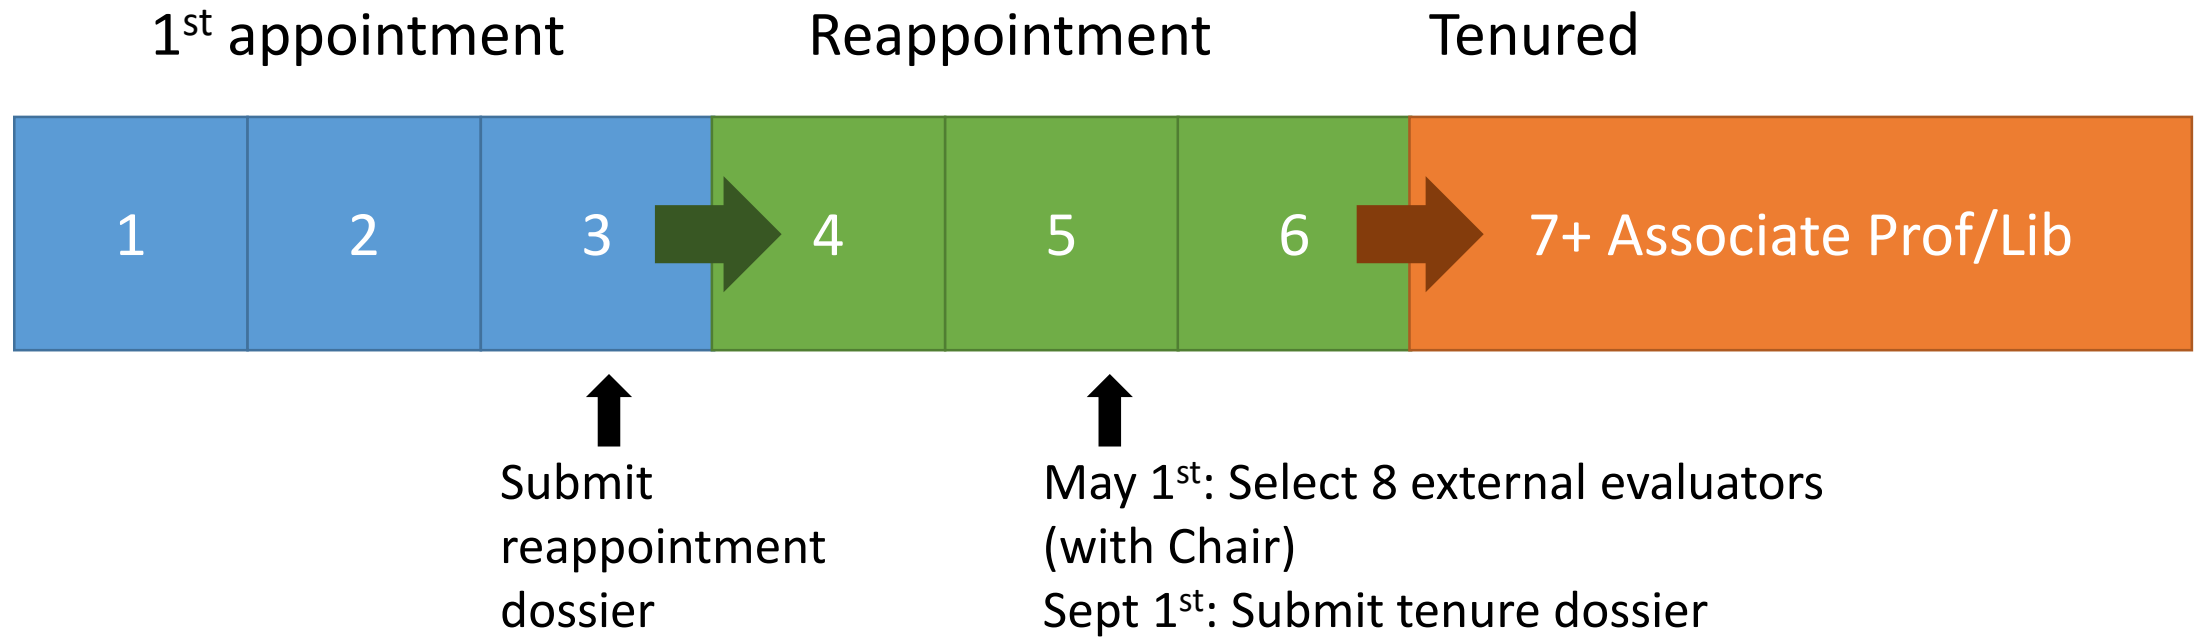 1st appointment
Reappointment
Tenured
1
2
3
4
5
6
7+ Associate Prof/Lib
Submit
reappointment
dossier
May 1st: Select 8 external evaluators
(with Chair)
Sept 1st: Submit tenure dossier